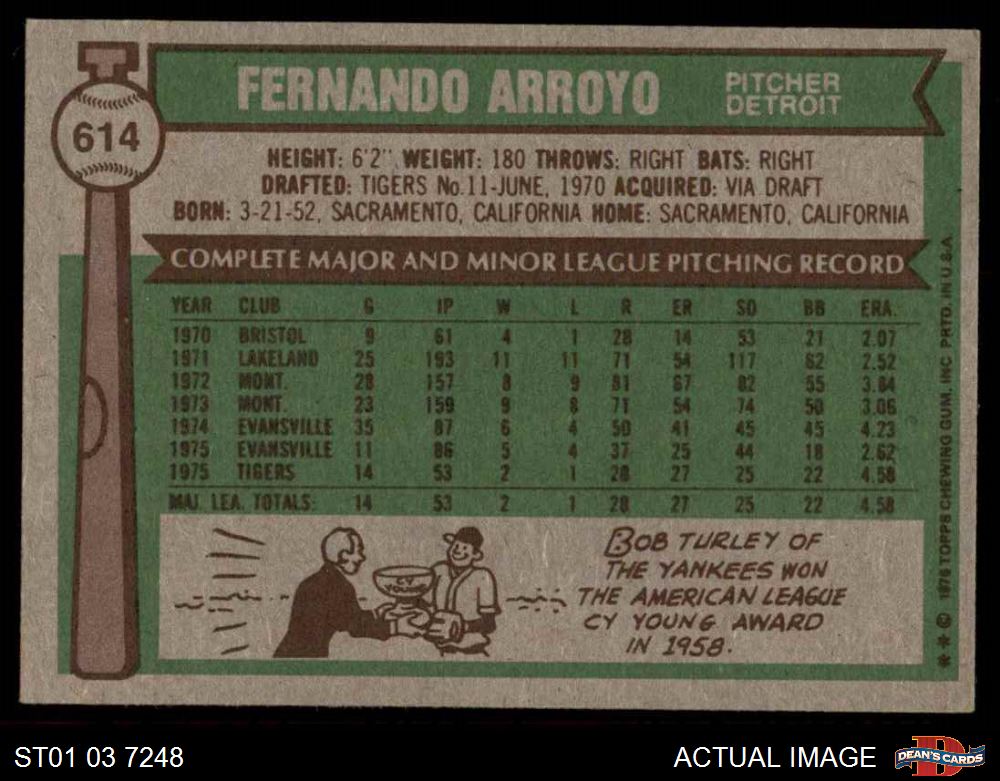 614
FERNANDO ARROYO
PITCHER
DETROIT
HEIGHT: 6'2" WEIGHT: 180 THROWS: RIGHT BATS: RIGHT
DRAFTED: TIGERS No.11-JUNE, 1970 ACQUIRED: VIA DRAFT
BORN: 3-21-52, SACRAMENTO, CALIFORNIA HOME: SACRAMENTO, CALIFORNIA
COMPLETE MAJOR AND MINOR LEAGUE PITCHING RECORD
YEAR CLUB G IP W L R ER SO BB ERA.
1970 BRISTOL 9 61 4 1 28 14 53 21 2.07
1971 LAKELAND 25 193 11 11 71 54 117 62 2.52
1972 MONT. 28 157 8 9 81 67 82 55 3.84
1973 MONT. 23 159 9 8 71 54 74 50 3.06
1974 EVANSVILLE 35 87 6 4 50 41 45 45 4.23
1975 EVANSVILLE 11 86 5 4 37 25 44 18 2.62
1975 TIGERS 14 53 2 1 28 27 25 22 4.58
MAJ. LEA. TOTALS: 14 53 2 1 28 27 25 22 4.58
CY
YOUNG
BOB TURLEY OF
THE YANKEES WON
THE AMERICAN LEAGUE
CY YOUNG AWARD
IN 1958.
** © 1976 TOPPS CHEWING GUM, INC. PRTD. IN U.S.A.
ST01 03 7248
ACTUAL IMAGE
D
DEAN'S CARDS